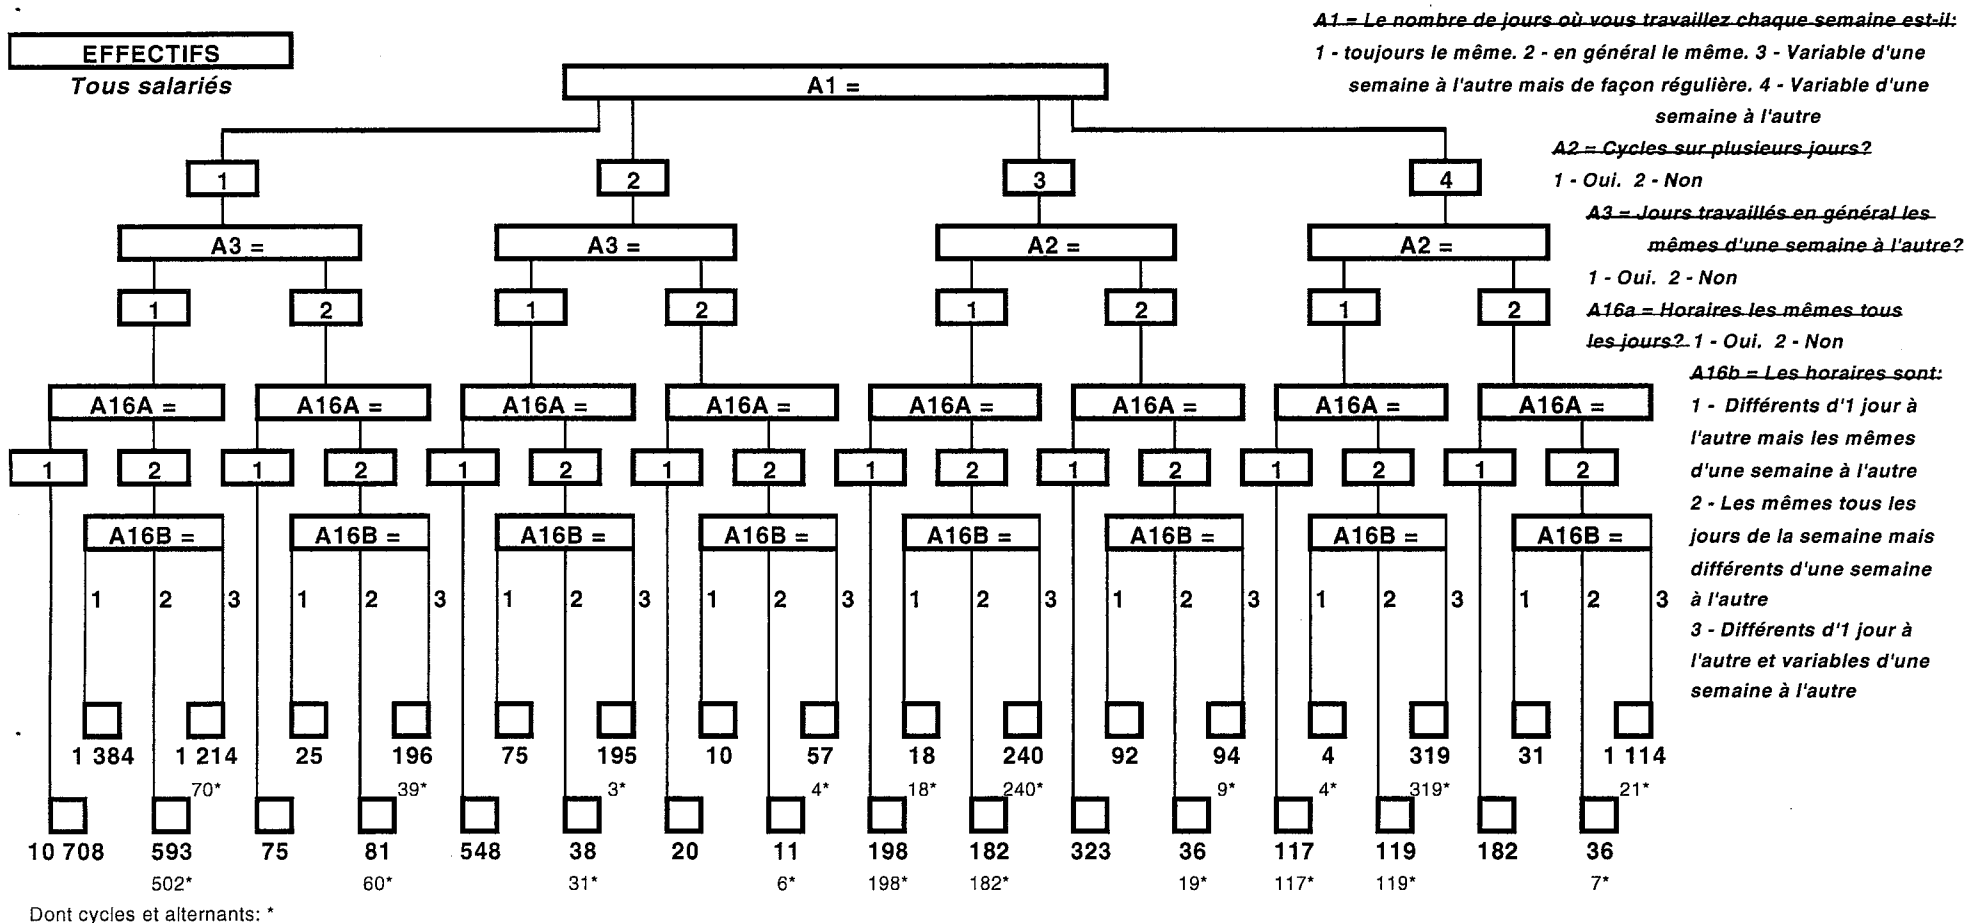 EFFECTIFS
Tous salariés
A1 = Le nombre de jours où vous travaillez chaque semaine est-il:
1 - toujours le même. 2 - en général le même. 3 - Variable d'une
semaine à l'autre mais de façon régulière. 4 - Variable d'une
semaine à l'autre
A2 = Cycles sur plusieurs jours?
1 - Oui. 2 - Non
A3 = Jours travaillés en général les
mêmes d'une semaine à l'autre?
1 - Oui. 2 - Non
A16a = Horaires les mêmes tous
les jours? 1 - Oui. 2 - Non
A16b = Les horaires sont:
1 - Différents d'1 jour à
l'autre mais les mêmes
d'une semaine à l'autre
2 - Les mêmes tous les
jours de la semaine mais
différents d'une semaine
à l'autre
3 - Différents d'1 jour à
l'autre et variables d'une
semaine à l'autre
A1 =
1 2 3 4
A3 = A3 = A2 = A2 =
1 2 1 2 1 2 1 2
A16A = A16A = A16A = A16A = A16A = A16A = A16A = A16A =
1 2 1 2 1 2 1 2 1 2 1 2 1 2 1 2
A16B = A16B = A16B = A16B = A16B = A16B = A16B = A16B =
1 2 3 1 2 3 1 2 3 1 2 3 1 2 3 1 2 3 1 2 3 1 2 3
1 384 1 214 25 196 75 195 10 57 18 240 92 94 4 319 31 1 114
70* 39* 3* 4* 18* 240* 9* 4* 319* 21*
10 708 593 75 81 548 38 20 11 198 182 323 36 117 119 182 36
502* 60* 31* 6* 198* 182* 19* 117* 119* 7*
Dont cycles et alternants: *